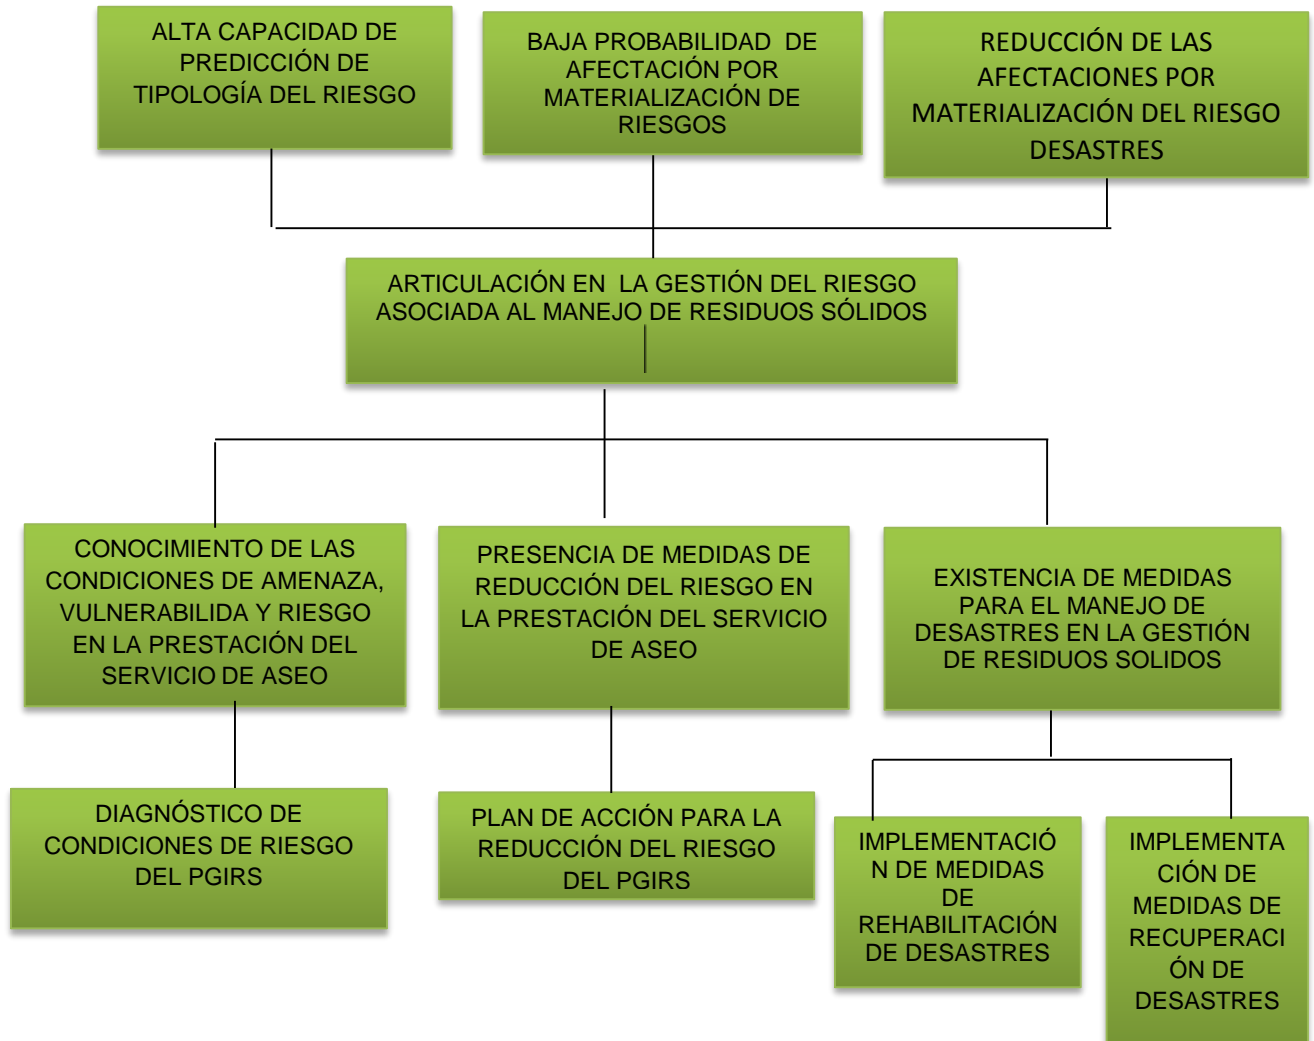 ALTA CAPACIDAD DE
PREDICCIÓN DE
TIPOLOGÍA DEL RIESGO
BAJA PROBABILIDAD DE
AFECTACIÓN POR
MATERIALIZACIÓN DE
RIESGOS
REDUCCIÓN DE LAS
AFECTACIONES POR
MATERIALIZACIÓN DEL RIESGO
DESASTRES
ARTICULACIÓN EN LA GESTIÓN DEL RIESGO
ASOCIADA AL MANEJO DE RESIDUOS SÓLIDOS
CONOCIMIENTO DE LAS
CONDICIONES DE AMENAZA,
VULNERABILIDA Y RIESGO
EN LA PRESTACIÓN DEL
SERVICIO DE ASEO
PRESENCIA DE MEDIDAS DE
REDUCCIÓN DEL RIESGO EN
LA PRESTACIÓN DEL SERVICIO
DE ASEO
EXISTENCIA DE MEDIDAS
PARA EL MANEJO DE
DESASTRES EN LA GESTIÓN
DE RESIDUOS SOLIDOS
DIAGNÓSTICO DE
CONDICIONES DE RIESGO
DEL PGIRS
PLAN DE ACCIÓN PARA LA
REDUCCIÓN DEL RIESGO
DEL PGIRS
IMPLEMENTACIÓ
N DE MEDIDAS
DE
REHABILITACIÓN
DE DESASTRES
IMPLEMENTA
CIÓN DE
MEDIDAS DE
RECUPERACI
ÓN DE
DESASTRES